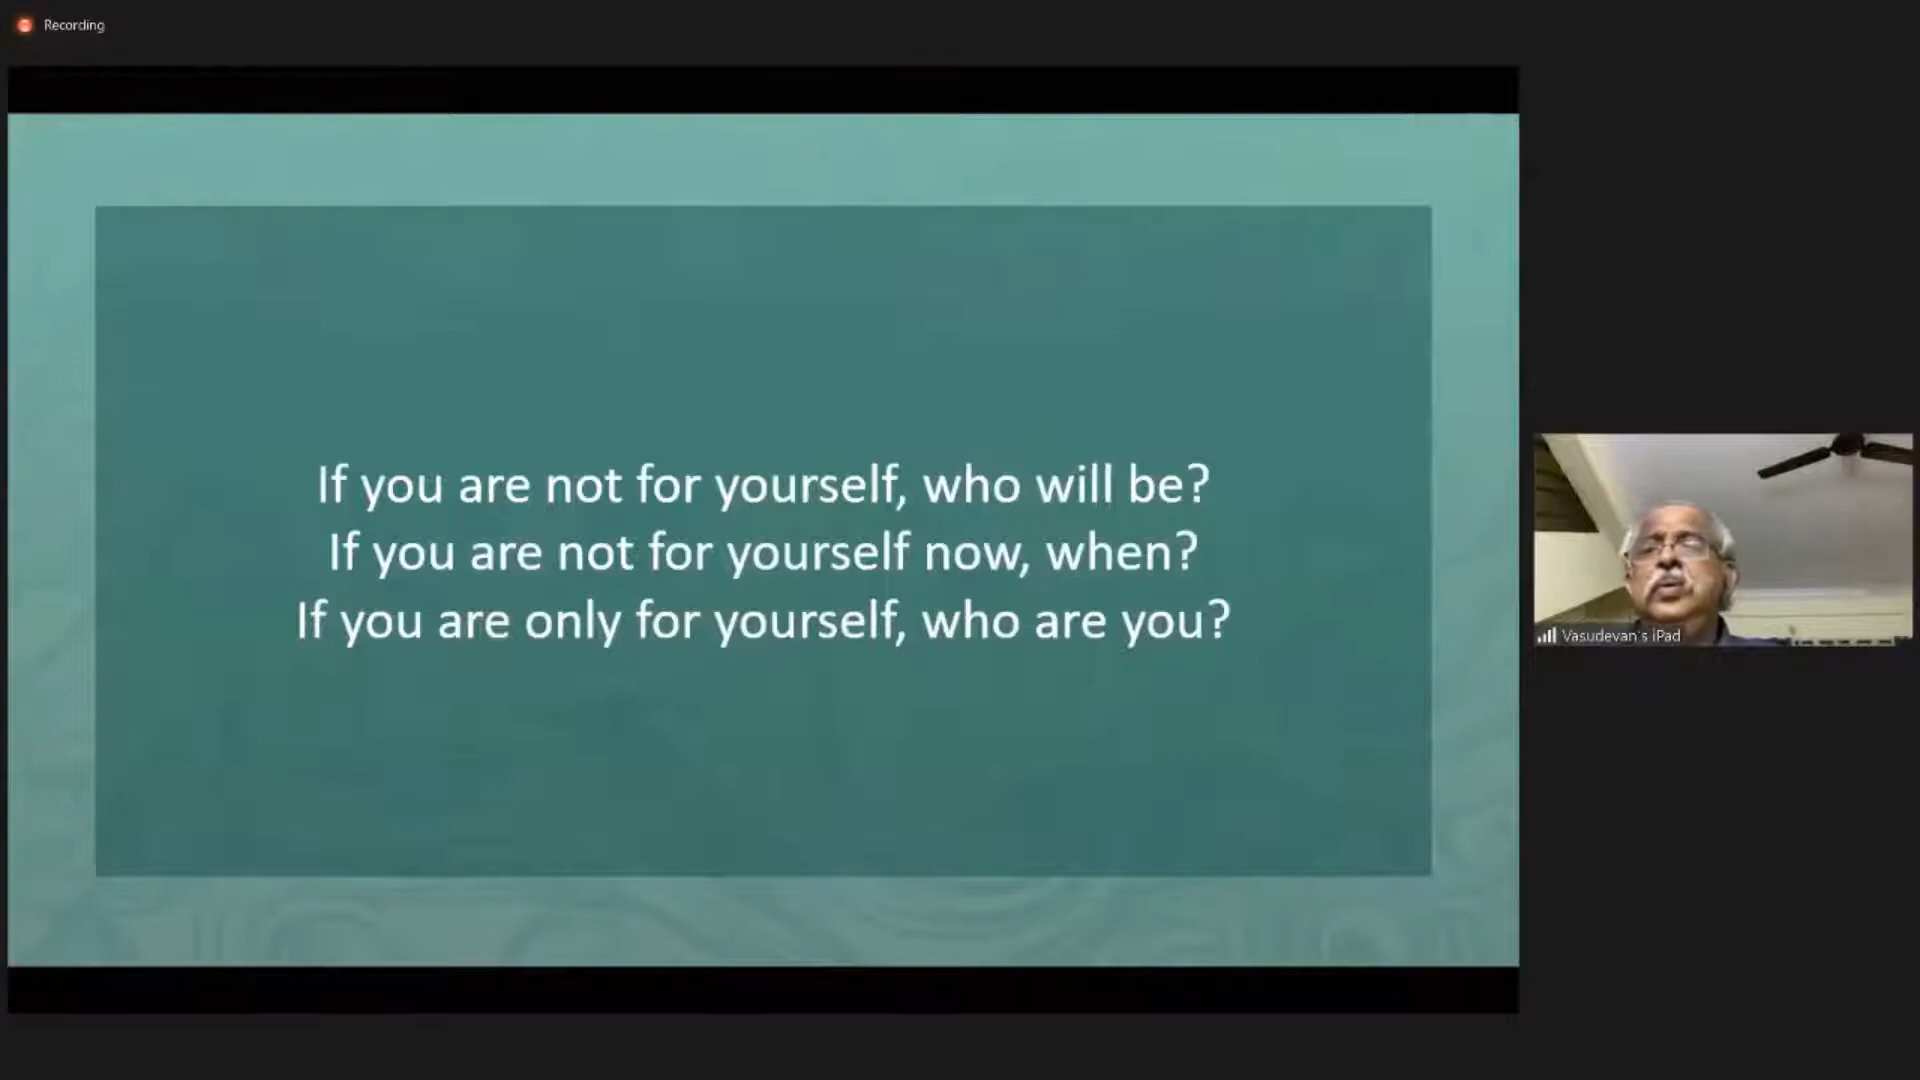 Recording
If you are not for yourself, who will be?
If you are not for yourself now, when?
If you are only for yourself, who are you?
Vasudevan's iPad